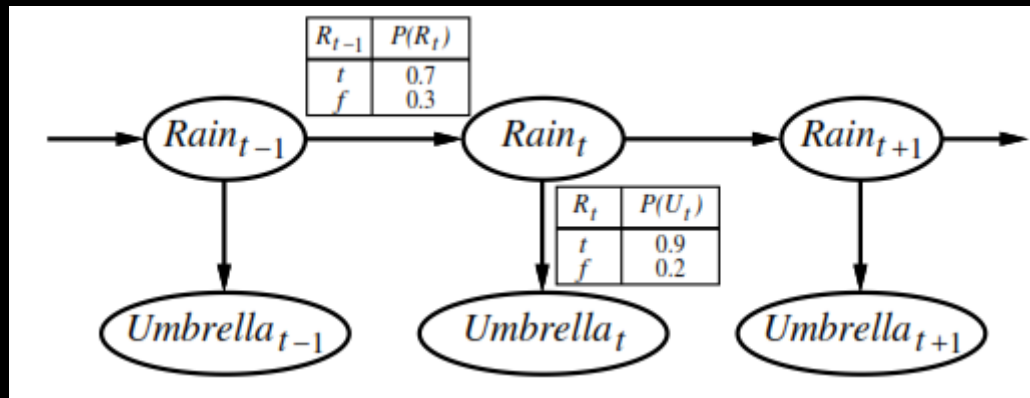 R_{t-1} P(R_t)
t 0.7
f 0.3
Rain_{t-1} Rain_t Rain_{t+1}
R_t P(U_t)
t 0.9
f 0.2
Umbrella_{t-1} Umbrella_t Umbrella_{t+1}